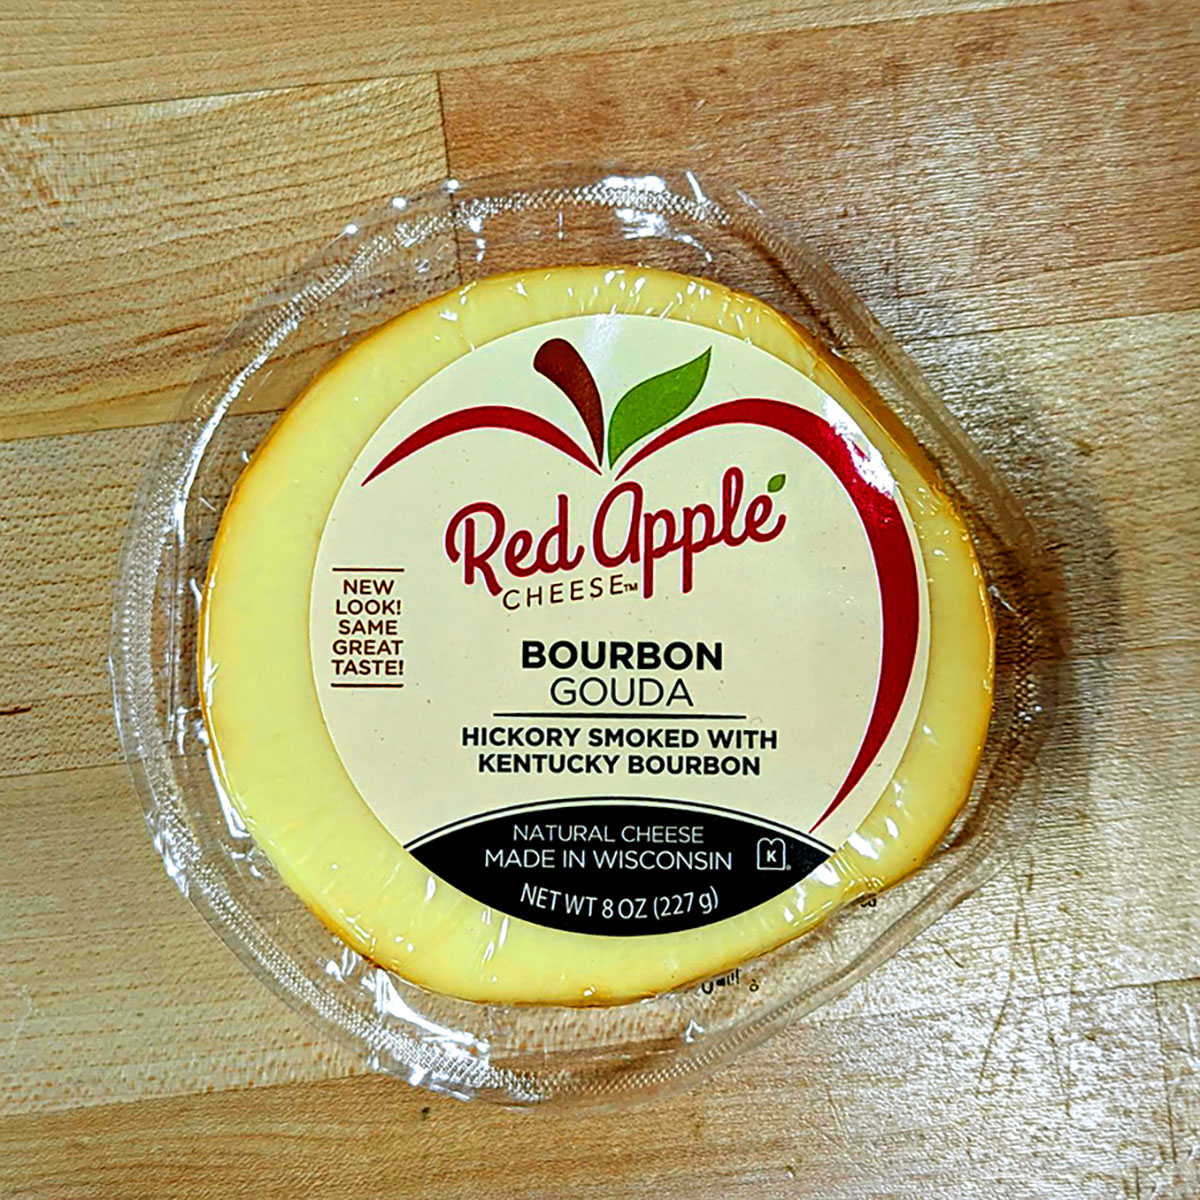 Red Apple
CHEESE™
NEW
LOOK!
SAME
GREAT
TASTE!
BOURBON
GOUDA
HICKORY SMOKED WITH
KENTUCKY BOURBON
NATURAL CHEESE
MADE IN WISCONSIN
K
NET WT 8 OZ (227 g)